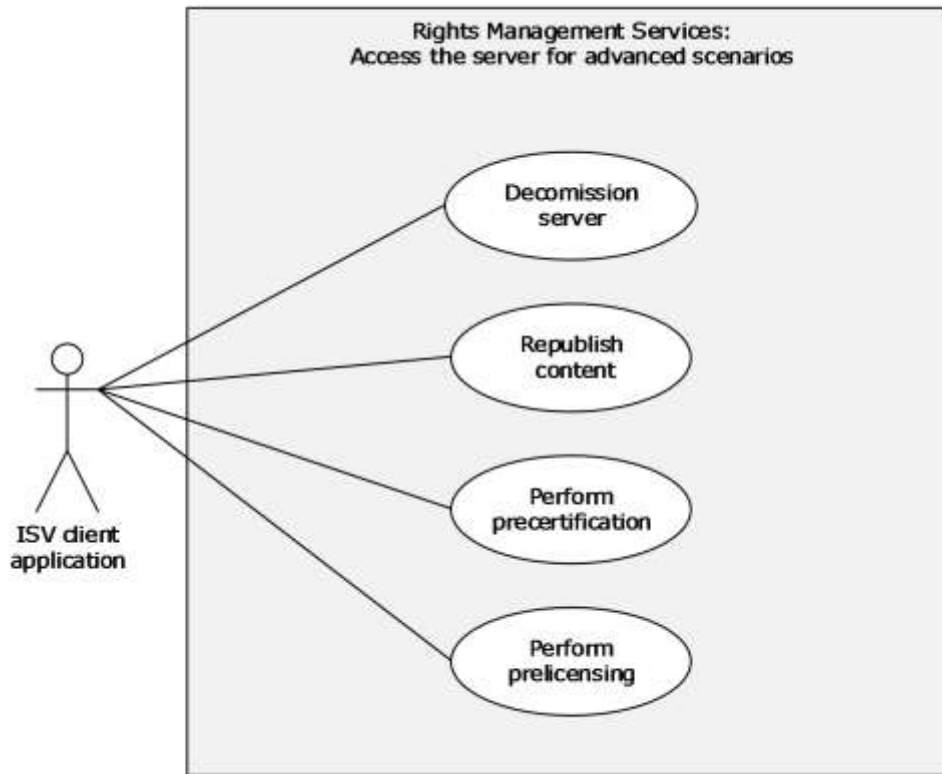 Rights Management Services:
Access the server for advanced scenarios
Decomission
server
Republish
content
Perform
precertification
ISV client
application
Perform
prelicensing